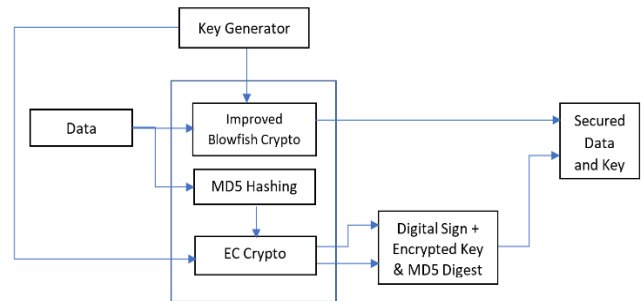 Key Generator
Data
Improved
Blowfish Crypto
MD5 Hashing
EC Crypto
Digital Sign +
Encrypted Key
& MD5 Digest
Secured
Data
and Key